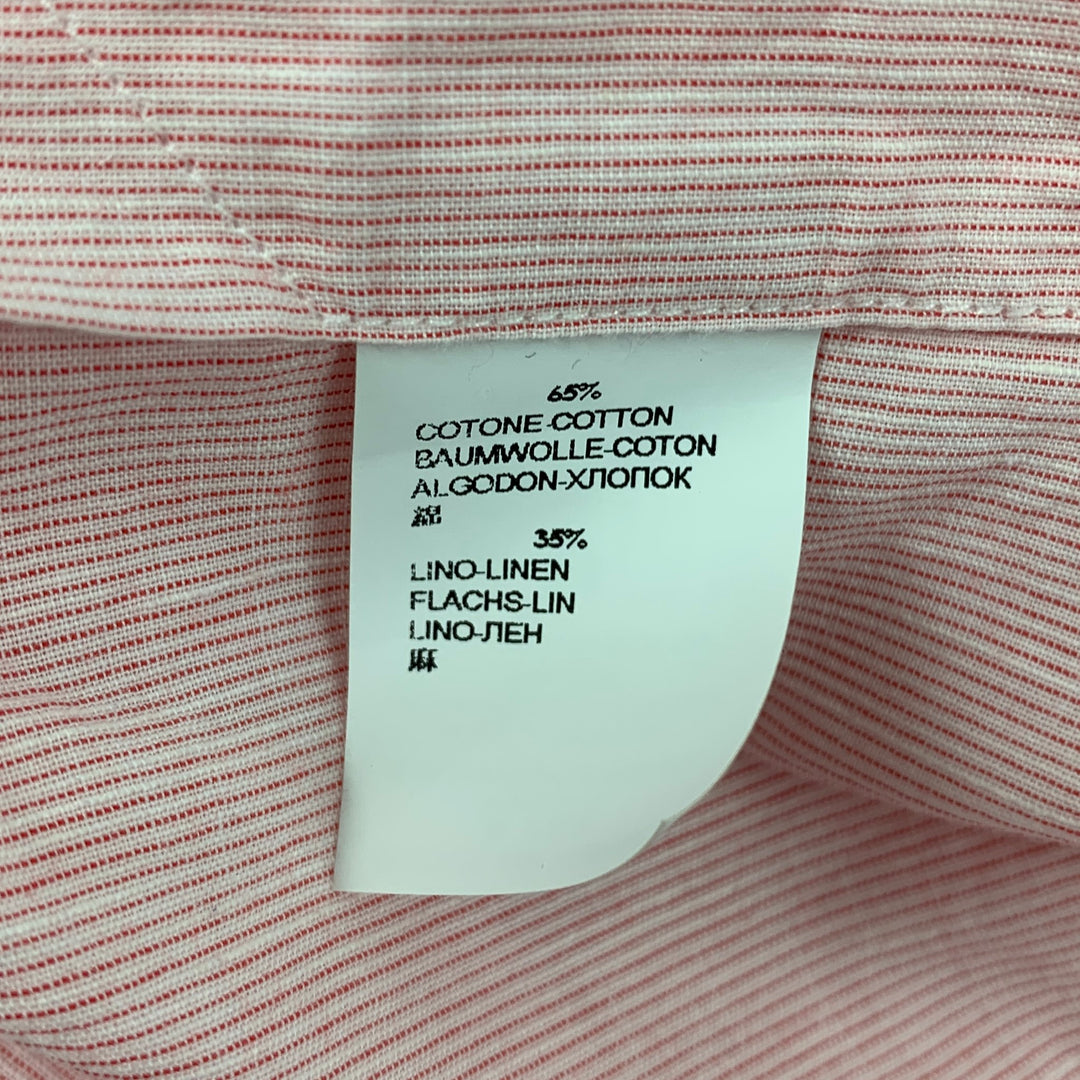 65%
COTONE-COTTON
BAUMWOLLE-COTON
ALGODON-ХЛОПОК
綿
35%
LINO-LINEN
FLACHS-LIN
LINO-ЛЕН
麻